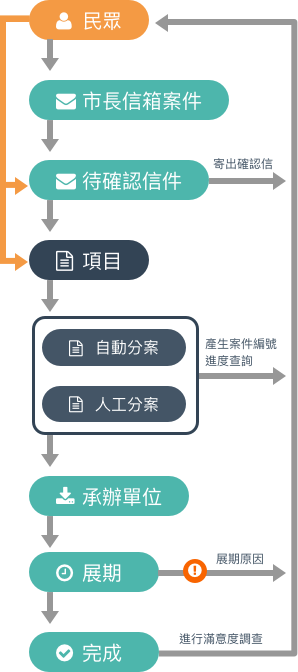 民眾
市長信箱案件
寄出確認信
待確認信件
項目
自動分案
產生案件編號
進度查詢
人工分案
承辦單位
展期原因
展期
進行滿意度調查
完成